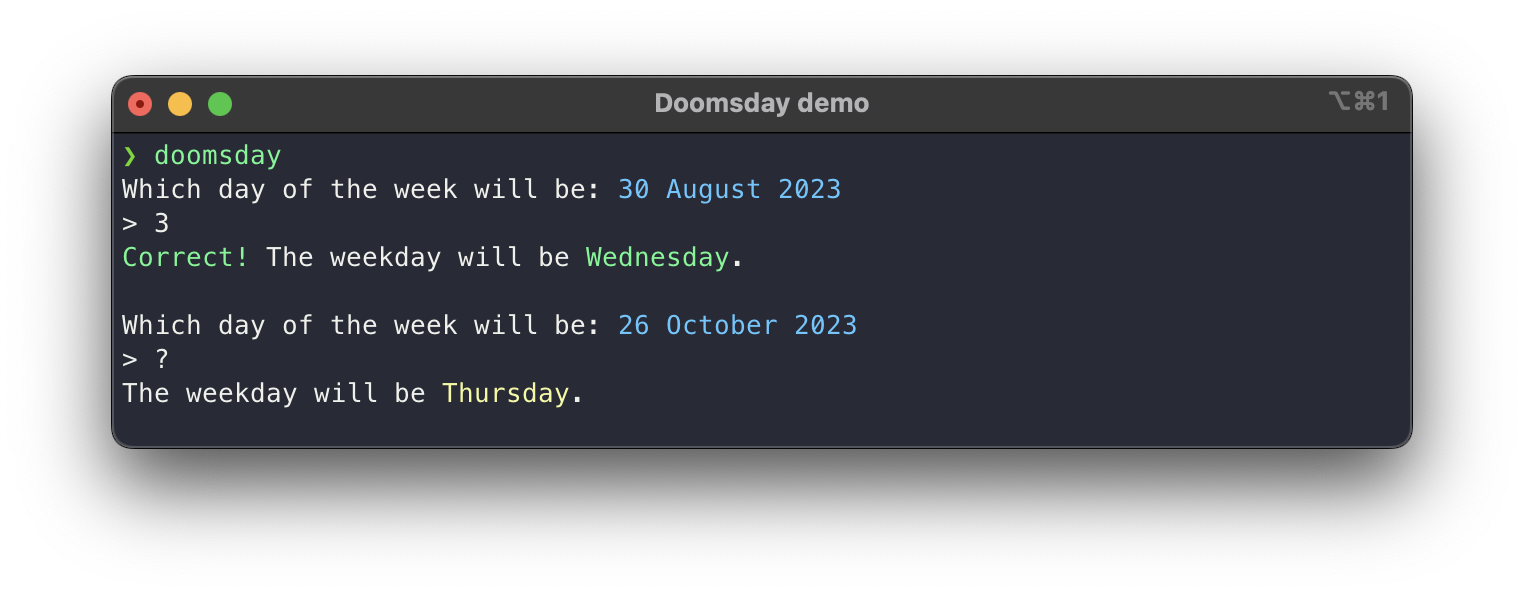 Doomsday demo ⌥⌘1
❯ doomsday
Which day of the week will be: 30 August 2023
> 3
Correct! The weekday will be Wednesday.
Which day of the week will be: 26 October 2023
> ?
The weekday will be Thursday.